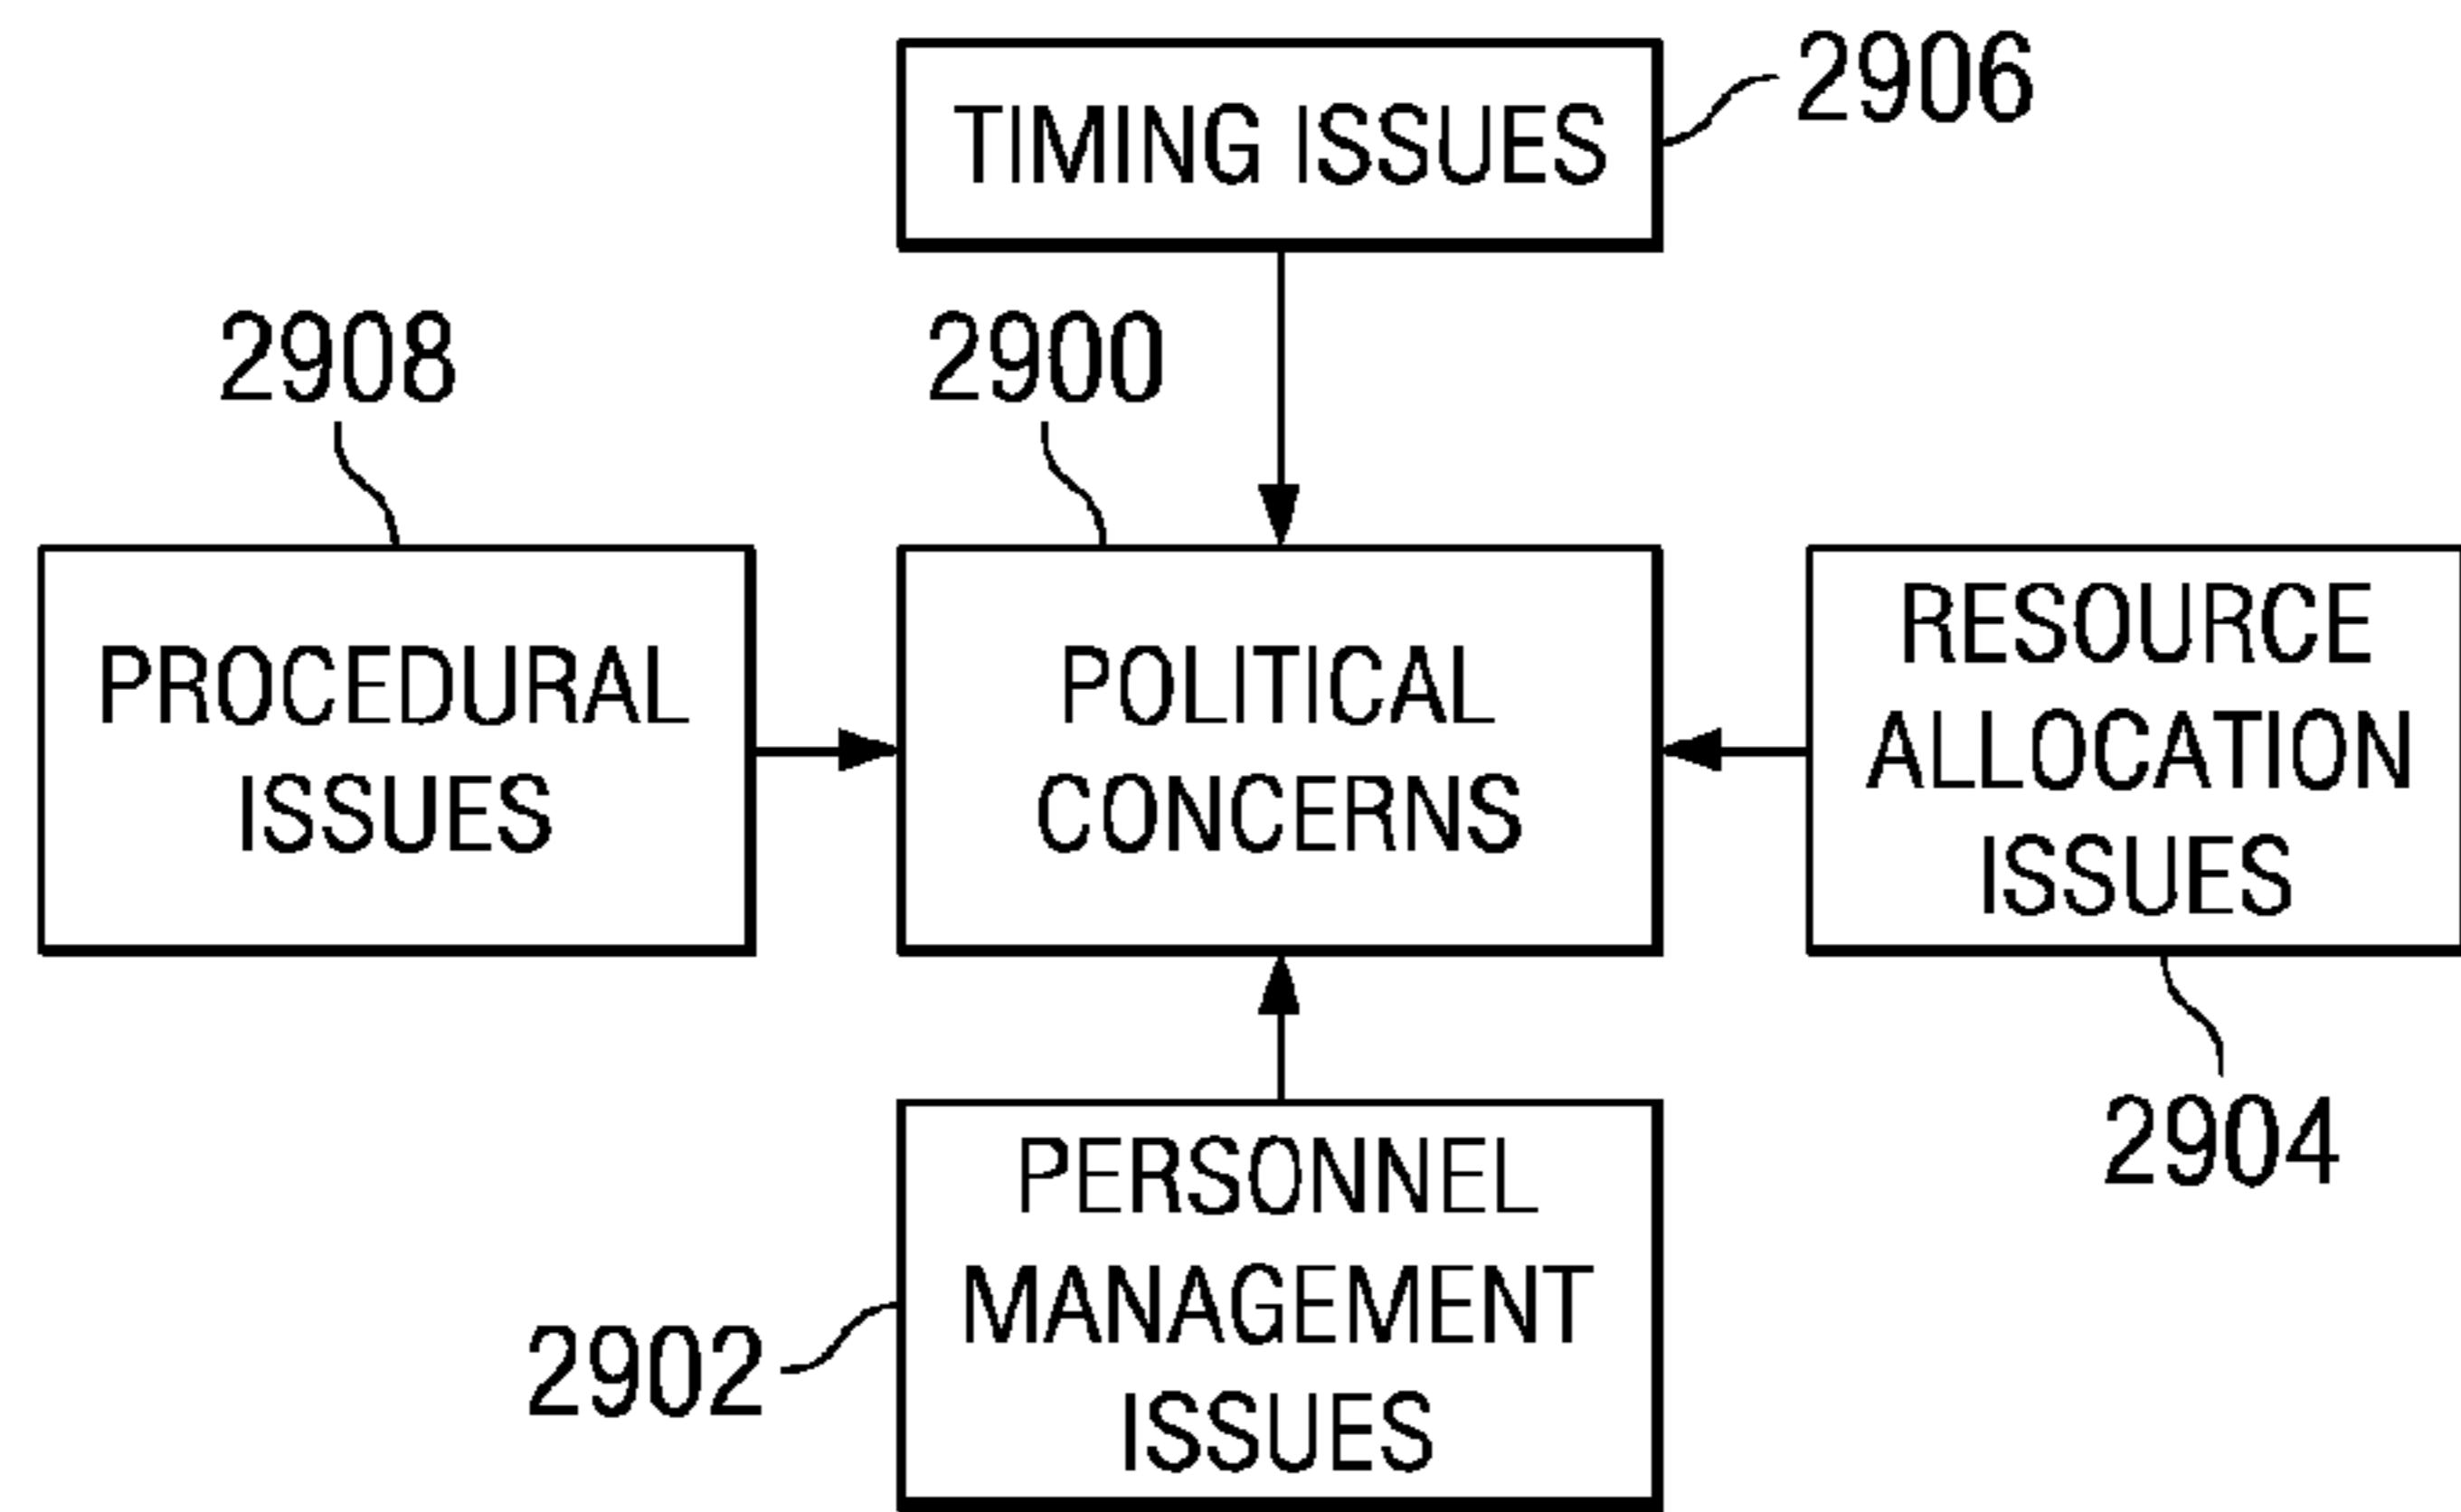 TIMING ISSUES
2906
2908
2900
PROCEDURAL
ISSUES
POLITICAL
CONCERNS
RESOURCE
ALLOCATION
ISSUES
2904
PERSONNEL
MANAGEMENT
ISSUES
2902